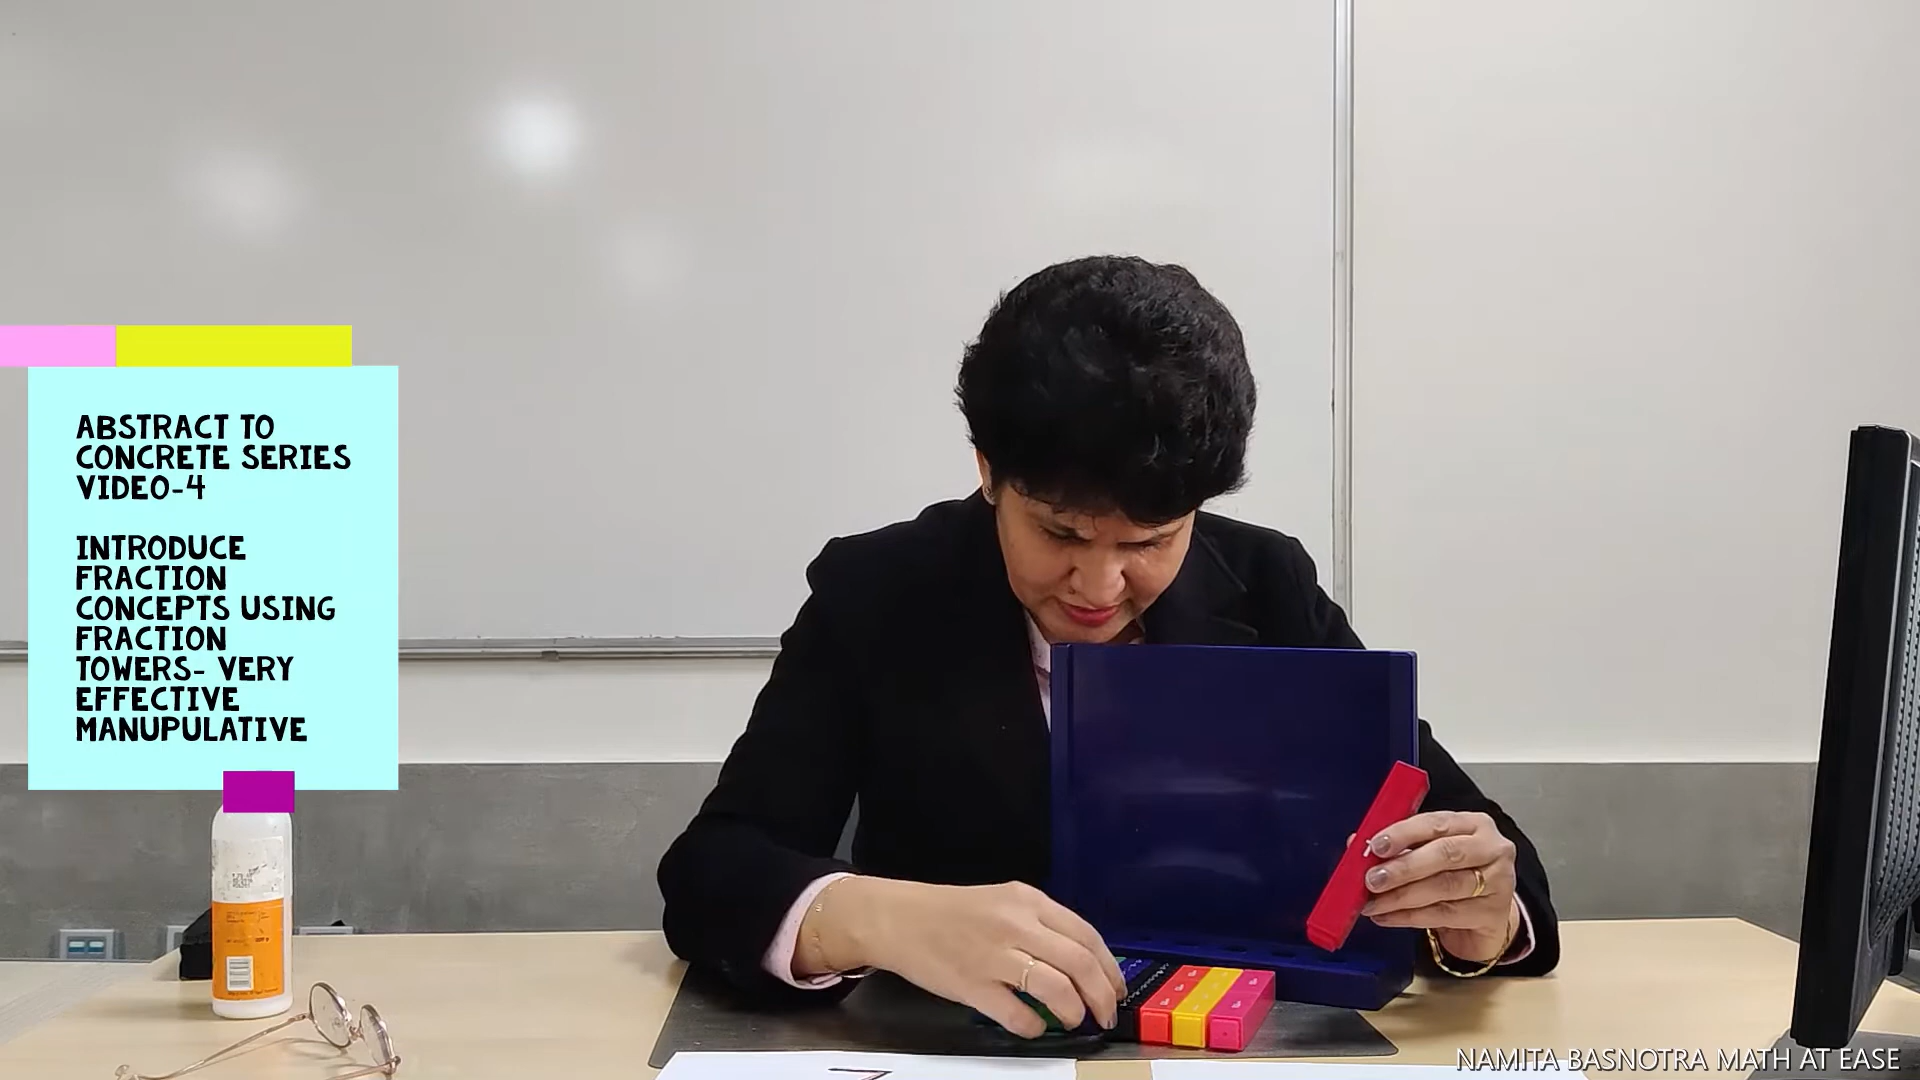 ABSTRACT TO
CONCRETE SERIES
VIDEO-4
INTRODUCE
FRACTION
CONCEPTS USING
FRACTION
TOWERS- VERY
EFFECTIVE
MANUPULATIVE
NAMITA BASNOTRA MATH AT EASE